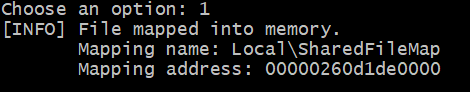 Choose an option: 1
[INFO] File mapped into memory.
Mapping name: Local\SharedFileMap
Mapping address: 00000260d1de0000